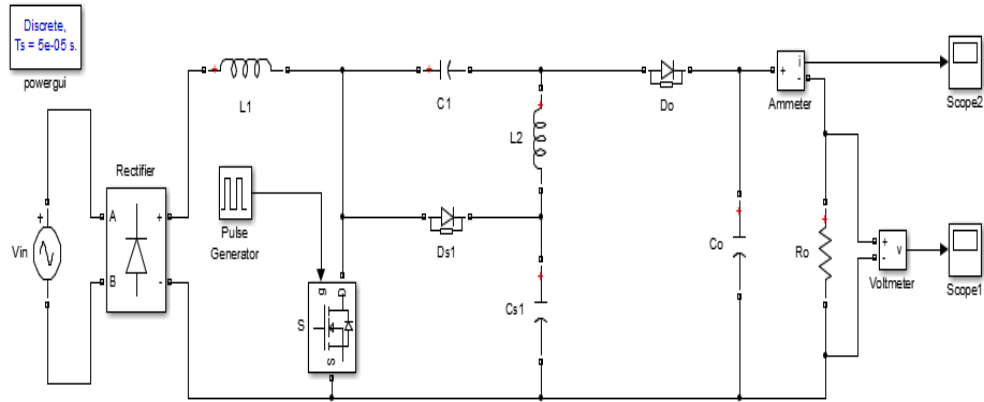 Discrete,
Ts = 5e-05 s.
powergui
L1
C1
Do
i
+
-
Ammeter
Scope2
L2
Rectifier
A
B
+
-
Pulse
Generator
Vin
+
Ds1
Co
Ro
+
-
v
Voltmeter
Scope1
Cs1
S
g
D
S